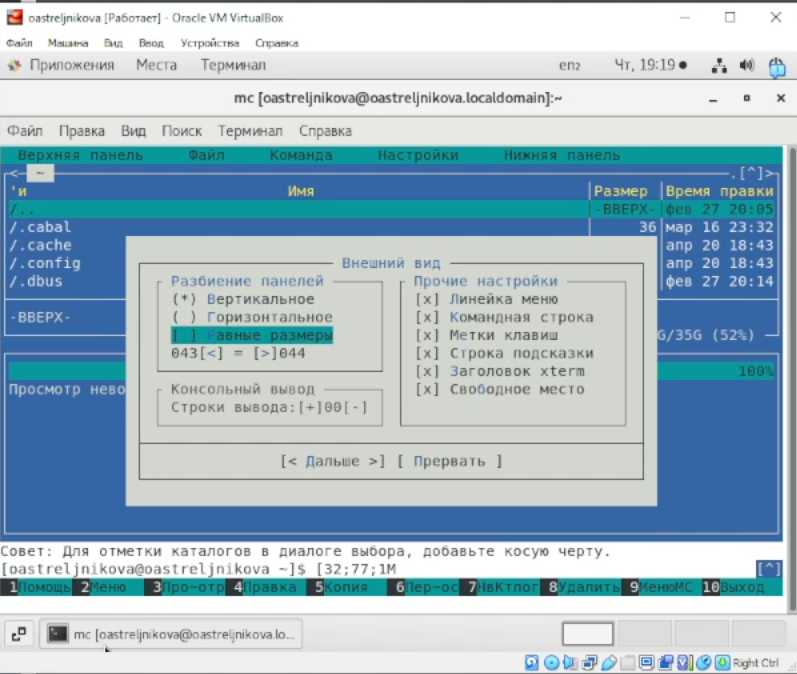 oastreljnikova [Работает] - Oracle VM VirtualBox
Файл Машина Вид Ввод Устройства Справка
Приложения Места Терминал en2 Чт, 19:19
mc [oastreljnikova@oastreljnikova.localdomain]:~
Файл Правка Вид Поиск Терминал Справка
Верхняя панель Файл Команда Настройки Нижняя панель
<- ~ .[^]>
'и Имя Размер Время правки
/.. -ВВЕРХ- фев 27 20:05
/.cabal 36 мар 16 23:32
/.cache апр 20 18:43
/.config апр 20 18:43
/.dbus фев 27 20:14
-ВВЕРХ-
G/35G (52%)
100%
Просмотр нево
Внешний вид
Разбиение панелей
(*) Вертикальное
( ) Горизонтальное
[ ] Равные размеры
043[<] = [>]044
Консольный вывод
Строки вывода:[+]00[-]
Прочие настройки
[x] Линейка меню
[x] Командная строка
[x] Метки клавиш
[x] Строка подсказки
[x] Заголовок xterm
[x] Свободное место
[< Дальше >] [ Прервать ]
Совет: Для отметки каталогов в диалоге выбора, добавьте косую черту.
[oastreljnikova@oastreljnikova ~]$ [32;77;1M [^]
1Помощь 2Меню 3Про~отр 4Правка 5Копия 6Пер~ос 7НвКтлог 8Удалить 9МенюМС 10Выход
mc [oastreljnikova@oastreljnikova.lo...
Right Ctrl